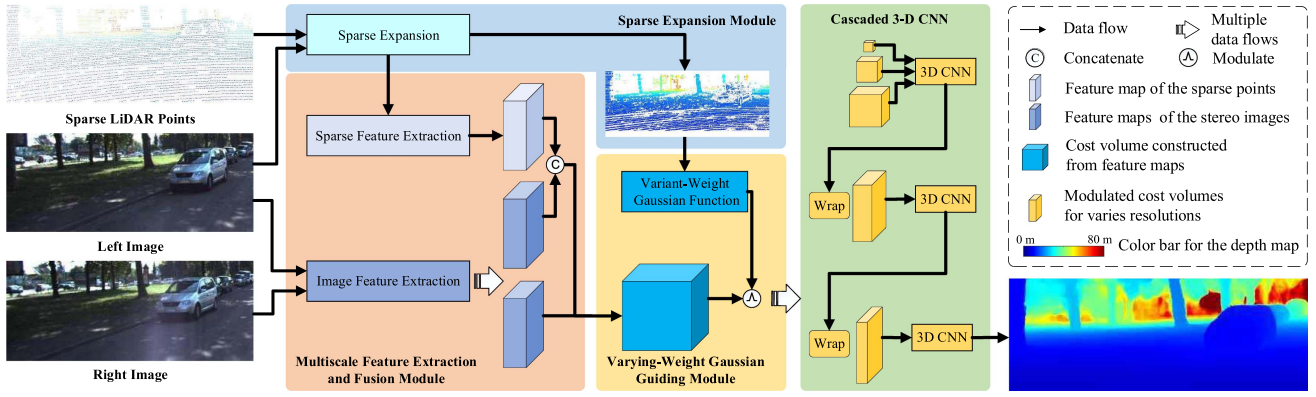 Sparse LiDAR Points
Left Image
Right Image
Sparse Expansion
Sparse Expansion Module
Sparse Feature Extraction
C
Image Feature Extraction
Multiscale Feature Extraction
and Fusion Module
Variant-Weight
Gaussian Function
Varying-Weight Gaussian
Guiding Module
Cascaded 3-D CNN
3D CNN
Wrap
3D CNN
Wrap
3D CNN
Data flow
Multiple
data flows
C
Concatenate
Modulate
Feature map of the sparse points
Feature maps of the stereo images
Cost volume constructed
from feature maps
Modulated cost volumes
for varies resolutions
0 m
80 m
Color bar for the depth map